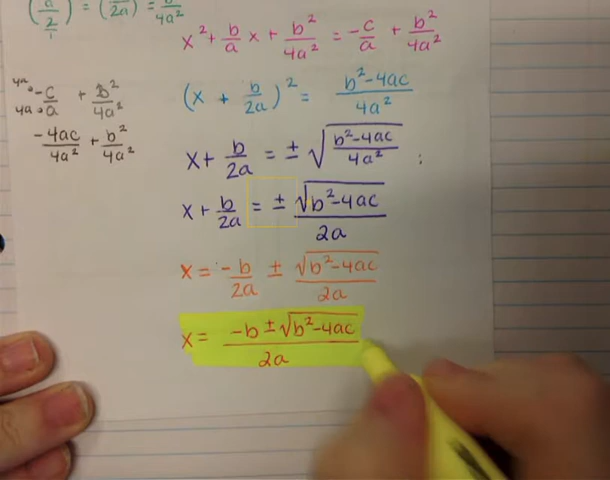 = ( /2a) = /4a²
x² + b/a x + b²/4a² = -c/a + b²/4a²
4a · -c/4a · a + b²/4a²
(x + b/2a)² = b²-4ac/4a²
-4ac/4a² + b²/4a²
x + b/2a = ± √b²-4ac/4a²
x + b/2a = ± √b²-4ac/2a
x = -b/2a ± √b²-4ac/2a
x = -b ± √b²-4ac/2a